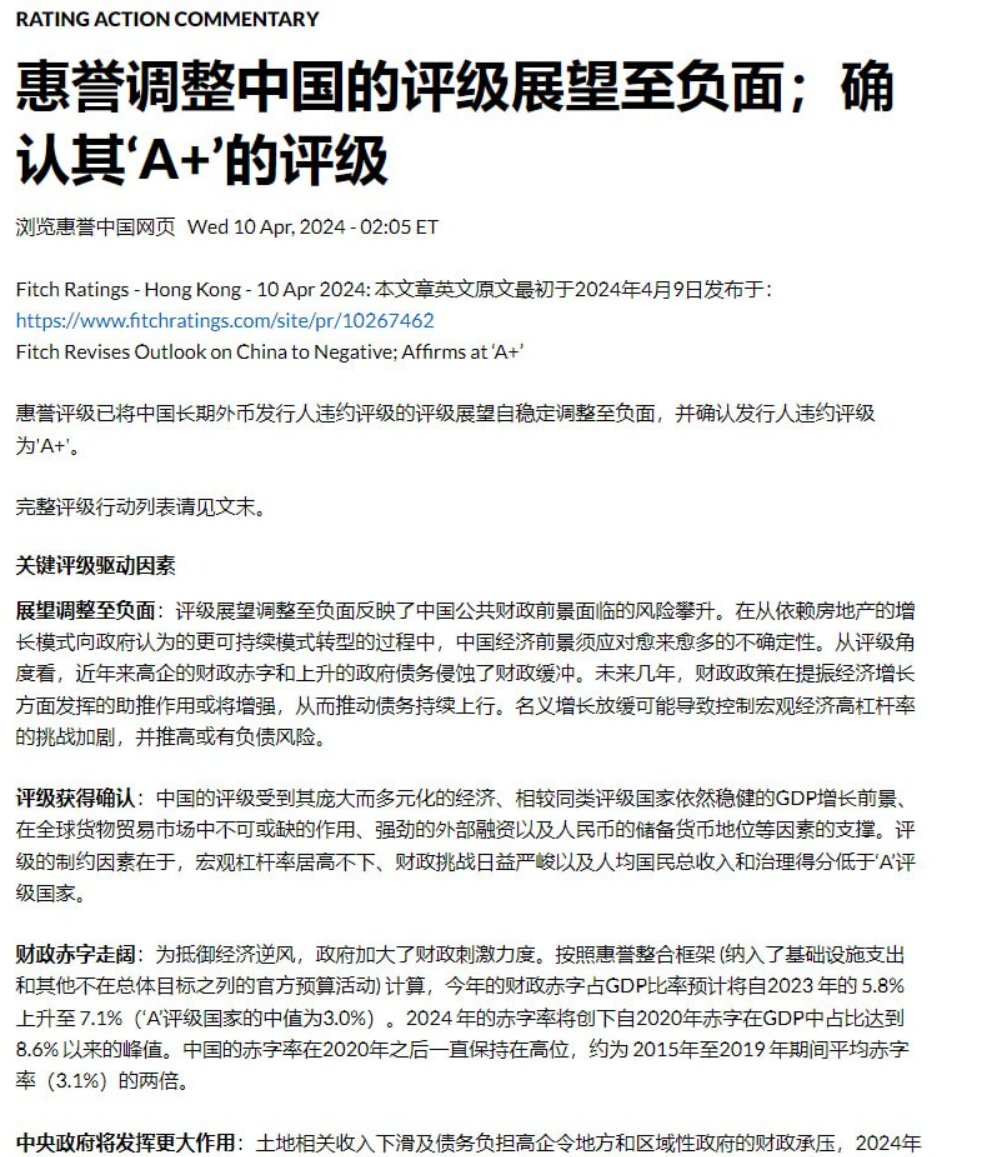 RATING ACTION COMMENTARY
惠誉调整中国的评级展望至负面；确
认其‘A+’的评级
浏览惠誉中国网页 Wed 10 Apr, 2024 - 02:05 ET
Fitch Ratings - Hong Kong - 10 Apr 2024: 本文章英文原文最初于2024年4月9日发布于：
https://www.fitchratings.com/site/pr/10267462
Fitch Revises Outlook on China to Negative; Affirms at ‘A+’
惠誉评级已将中国长期外币发行人违约评级的评级展望自稳定调整至负面，并确认发行人违约评级
为'A+'。
完整评级行动列表请见文末。
关键评级驱动因素
展望调整至负面：评级展望调整至负面反映了中国公共财政前景面临的风险攀升。在从依赖房地产的增
长模式向政府认为的更可持续模式转型的过程中，中国经济前景须应对愈来愈多的不确定性。从评级角
度看，近年来高企的财政赤字和上升的政府债务侵蚀了财政缓冲。未来几年，财政政策在提振经济增长
方面发挥的助推作用或将增强，从而推动债务持续上行。名义增长放缓可能导致控制宏观经济高杠杆率
的挑战加剧，并推高或有负债风险。
评级获得确认：中国的评级受到其庞大而多元化的经济、相较同类评级国家依然稳健的GDP增长前景、
在全球货物贸易市场中不可或缺的作用、强劲的外部融资以及人民币的储备货币地位等因素的支撑。评
级的制约因素在于，宏观杠杆率居高不下、财政挑战日益严峻以及人均国民总收入和治理得分低于‘A’评
级国家。
财政赤字走阔：为抵御经济逆风，政府加大了财政刺激力度。按照惠誉整合框架 (纳入了基础设施支出
和其他不在总体目标之列的官方预算活动) 计算，今年的财政赤字占GDP比率预计将自2023 年的 5.8%
上升至 7.1%（‘A’评级国家的中值为3.0%）。2024 年的赤字率将创下自2020年赤字在GDP中占比达到
8.6% 以来的峰值。中国的赤字率在2020年之后一直保持在高位，约为 2015年至2019 年期间平均赤字
率（3.1%）的两倍。
中央政府将发挥更大作用：土地相关收入下滑及债务负担高企令地方和区域性政府的财政承压，2024年